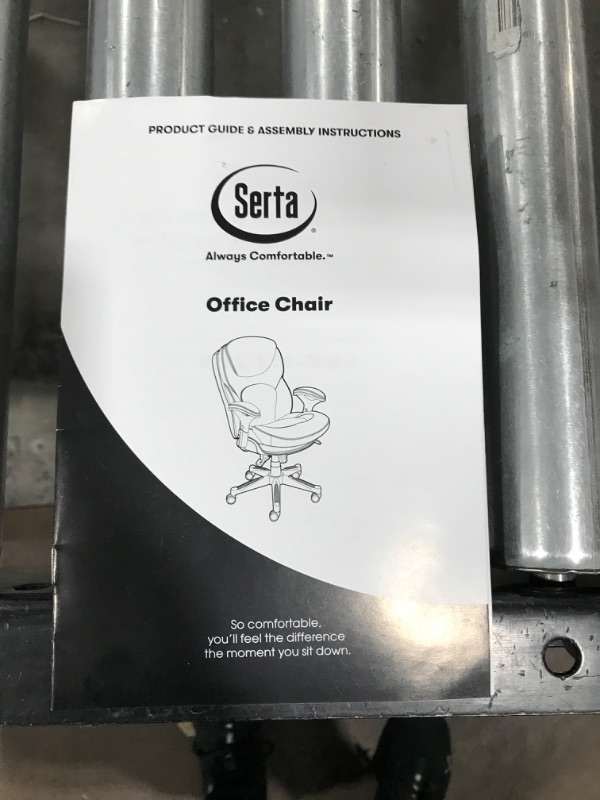 PRODUCT GUIDE & ASSEMBLY INSTRUCTIONS
Serta®
Always Comfortable.™
Office Chair
So comfortable,
you'll feel the difference
the moment you sit down.